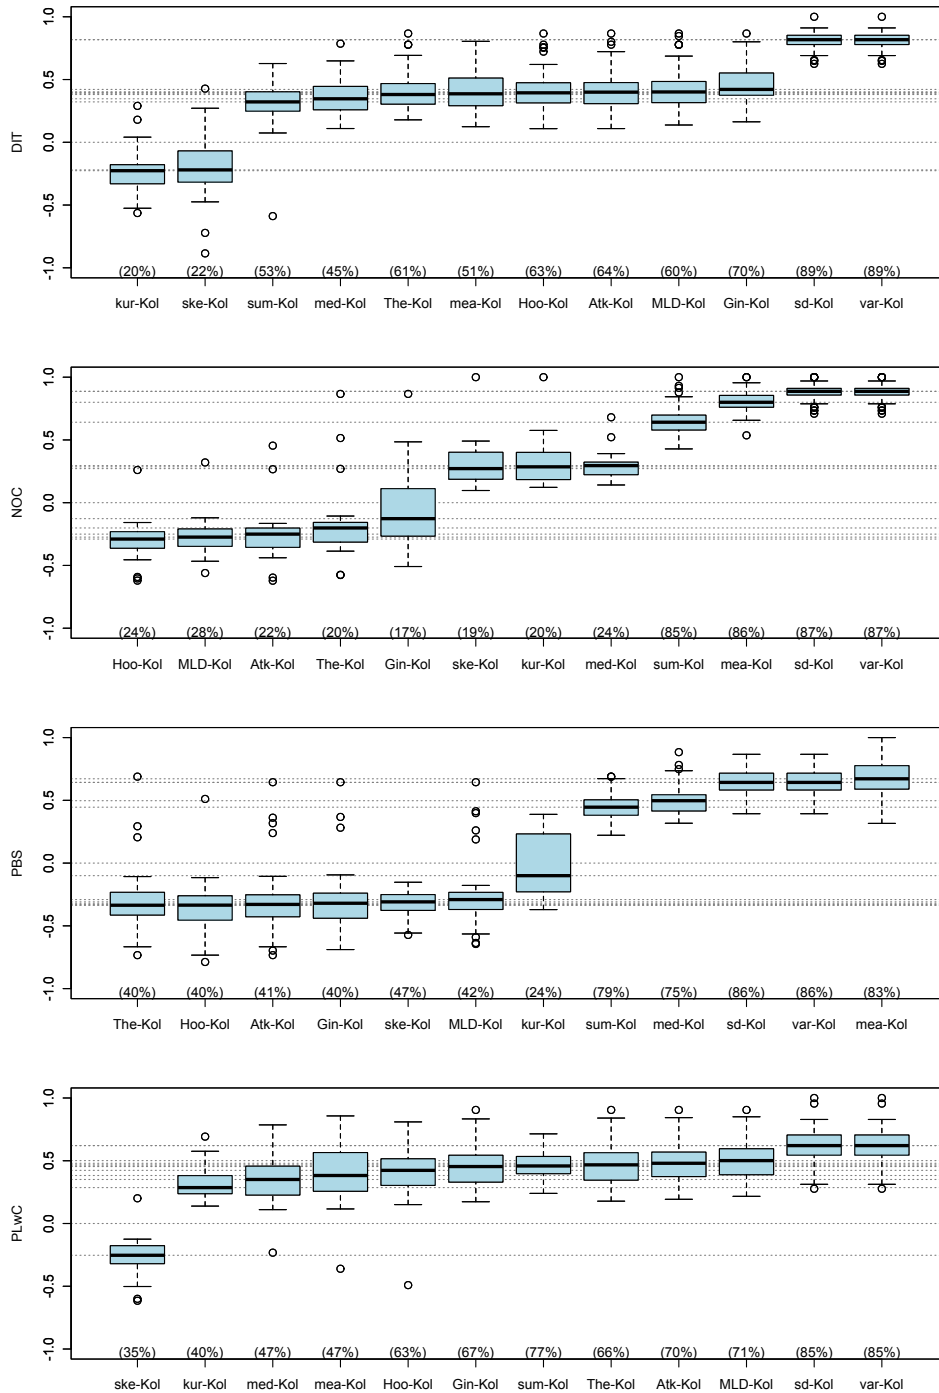 DIT
1.0
0.5
0.0
-0.5
-1.0
(20%) (22%) (53%) (45%) (61%) (51%) (63%) (64%) (60%) (70%) (89%) (89%)
kur-Kol ske-Kol sum-Kol med-Kol The-Kol mea-Kol Hoo-Kol Atk-Kol MLD-Kol Gin-Kol sd-Kol var-Kol
NOC
1.0
0.5
0.0
-0.5
-1.0
(24%) (28%) (22%) (20%) (17%) (19%) (20%) (24%) (85%) (86%) (87%) (87%)
Hoo-Kol MLD-Kol Atk-Kol The-Kol Gin-Kol ske-Kol kur-Kol med-Kol sum-Kol mea-Kol sd-Kol var-Kol
PBS
1.0
0.5
0.0
-0.5
-1.0
(40%) (40%) (41%) (40%) (47%) (42%) (24%) (79%) (75%) (86%) (86%) (83%)
The-Kol Hoo-Kol Atk-Kol Gin-Kol ske-Kol MLD-Kol kur-Kol sum-Kol med-Kol sd-Kol var-Kol mea-Kol
PLwC
1.0
0.5
0.0
-0.5
-1.0
(35%) (40%) (47%) (47%) (63%) (67%) (77%) (66%) (70%) (71%) (85%) (85%)
ske-Kol kur-Kol med-Kol mea-Kol Hoo-Kol Gin-Kol sum-Kol The-Kol Atk-Kol MLD-Kol sd-Kol var-Kol